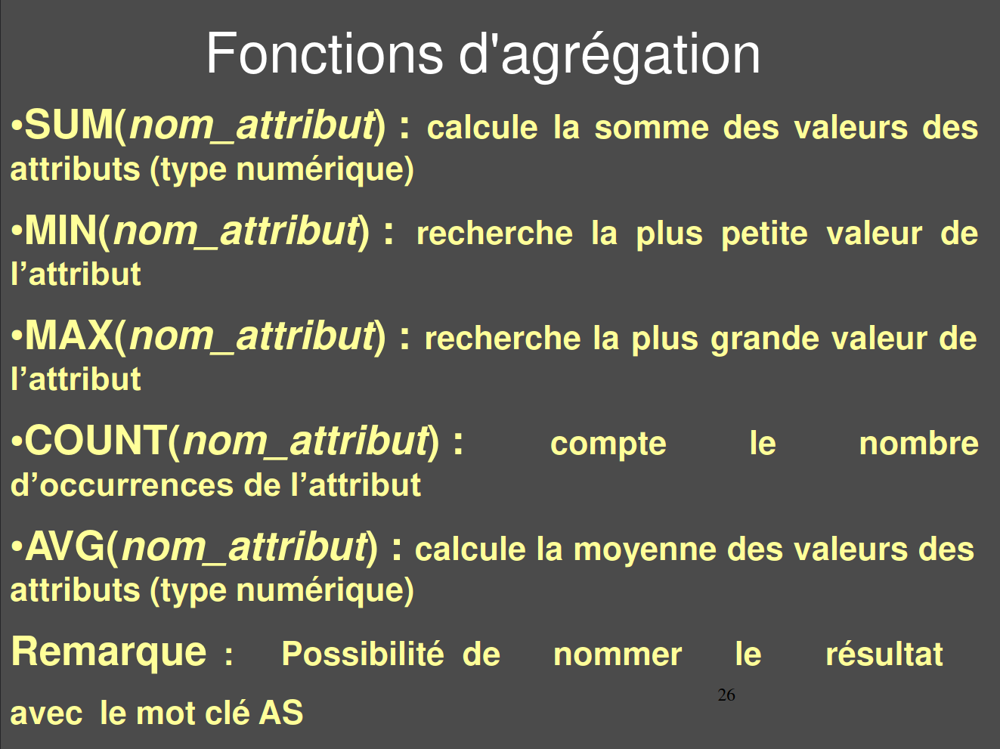 Fonctions d'agrégation
•SUM(nom_attribut) : calcule la somme des valeurs des
attributs (type numérique)
•MIN(nom_attribut) : recherche la plus petite valeur de
l’attribut
•MAX(nom_attribut) : recherche la plus grande valeur de
l’attribut
•COUNT(nom_attribut) : compte le nombre
d’occurrences de l’attribut
•AVG(nom_attribut) : calcule la moyenne des valeurs des
attributs (type numérique)
Remarque : Possibilité de nommer le résultat
avec le mot clé AS
26